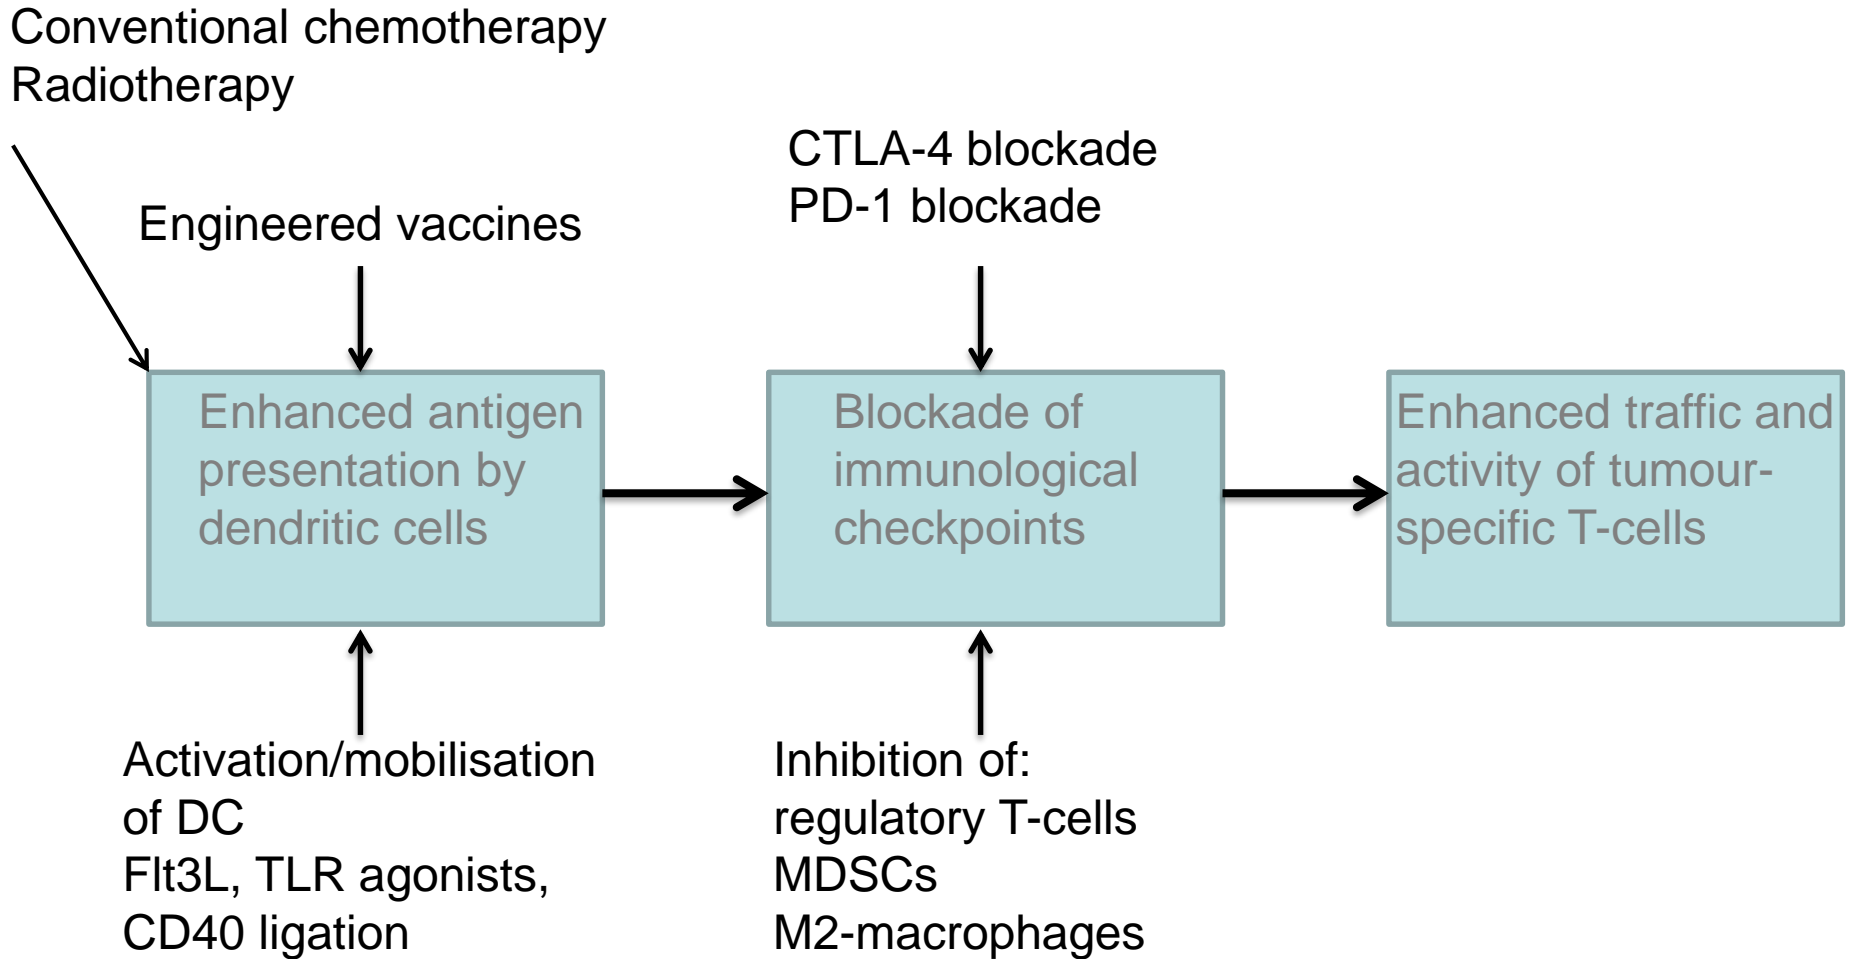 Conventional chemotherapy
Radiotherapy
Engineered vaccines
CTLA-4 blockade
PD-1 blockade
Enhanced antigen
presentation by
dendritic cells
Blockade of
immunological
checkpoints
Enhanced traffic and
activity of tumour-
specific T-cells
Activation/mobilisation
of DC
Flt3L, TLR agonists,
CD40 ligation
Inhibition of:
regulatory T-cells
MDSCs
M2-macrophages